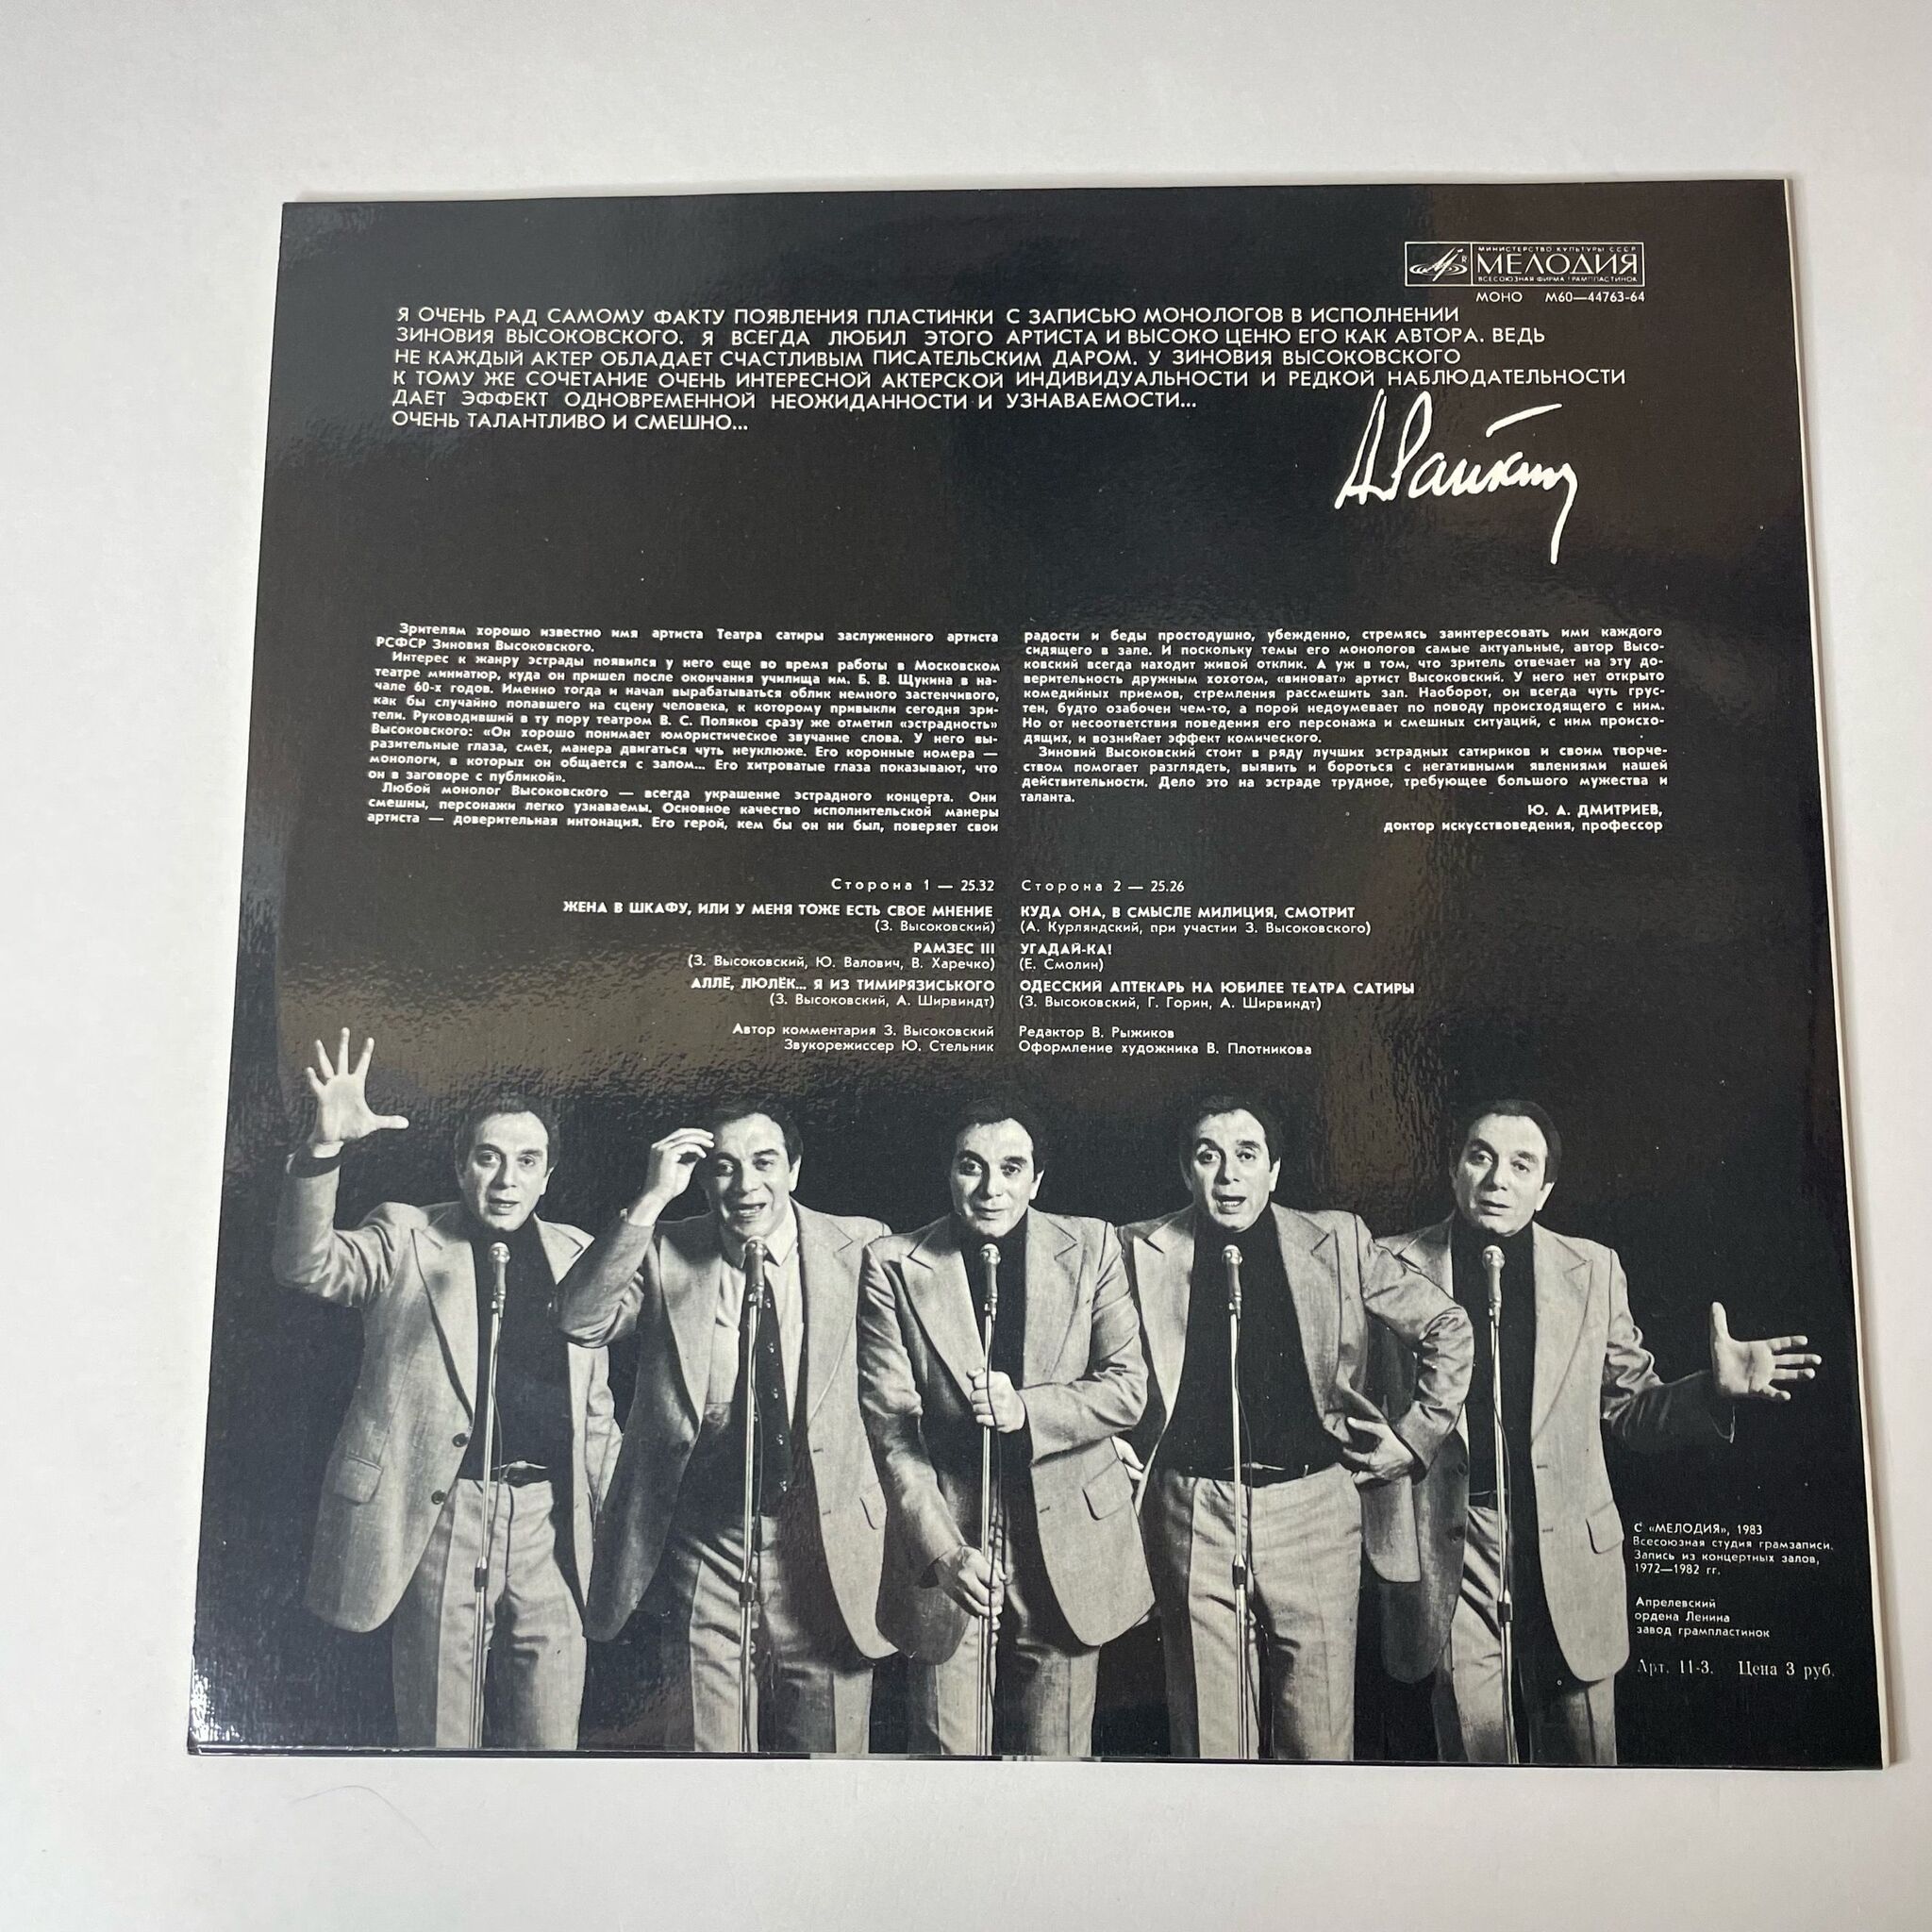 МИНИСТЕРСТВО КУЛЬТУРЫ СССР
МЕЛОДИЯ
ВСЕСОЮЗНАЯ ФИРМА ГРАМПЛАСТИНОК
МОНО М60—44763-64
Я ОЧЕНЬ РАД САМОМУ ФАКТУ ПОЯВЛЕНИЯ ПЛАСТИНКИ С ЗАПИСЬЮ МОНОЛОГОВ В ИСПОЛНЕНИИ
ЗИНОВИЯ ВЫСОКОВСКОГО. Я ВСЕГДА ЛЮБИЛ ЭТОГО АРТИСТА И ВЫСОКО ЦЕНЮ ЕГО КАК АВТОРА. ВЕДЬ
НЕ КАЖДЫЙ АКТЕР ОБЛАДАЕТ СЧАСТЛИВЫМ ПИСАТЕЛЬСКИМ ДАРОМ. У ЗИНОВИЯ ВЫСОКОВСКОГО
К ТОМУ ЖЕ СОЧЕТАНИЕ ОЧЕНЬ ИНТЕРЕСНОЙ АКТЕРСКОЙ ИНДИВИДУАЛЬНОСТИ И РЕДКОЙ НАБЛЮДАТЕЛЬНОСТИ
ДАЕТ ЭФФЕКТ ОДНОВРЕМЕННОЙ НЕОЖИДАННОСТИ И УЗНАВАЕМОСТИ...
ОЧЕНЬ ТАЛАНТЛИВО И СМЕШНО...
А Райкин
Зрителям хорошо известно имя артиста Театра сатиры заслуженного артиста
РСФСР Зиновия Высоковского.
Интерес к жанру эстрады появился у него еще во время работы в Московском
театре миниатюр, куда он пришел после окончания училища им. Б. В. Щукина в на-
чале 60-х годов. Именно тогда и начал вырабатываться облик немного застенчивого,
как бы случайно попавшего на сцену человека, к которому привыкли сегодня зри-
тели. Руководивший в ту пору театром В. С. Поляков сразу же отметил «эстрадность»
Высоковского: «Он хорошо понимает юмористическое звучание слова. У него вы-
разительные глаза, смех, манера двигаться чуть неуклюже. Его коронные номера —
монологи, в которых он общается с залом... Его хитроватые глаза показывают, что
он в заговоре с публикой».
Любой монолог Высоковского — всегда украшение эстрадного концерта. Они
смешны, персонажи легко узнаваемы. Основное качество исполнительской манеры
артиста — доверительная интонация. Его герой, кем бы он ни был, поверяет свои
радости и беды простодушно, убежденно, стремясь заинтересовать ими каждого
сидящего в зале. И поскольку темы его монологов самые актуальные, автор Высо-
ковский всегда находит живой отклик. А уж в том, что зритель отвечает на эту до-
верительность дружным хохотом, «виноват» артист Высоковский. У него нет открыто
комедийных приемов, стремления рассмешить зал. Наоборот, он всегда чуть грус-
тен, будто озабочен чем-то, а порой недоумевает по поводу происходящего с ним.
Но от несоответствия поведения его персонажа и смешных ситуаций, с ним происхо-
дящих, и возникает эффект комического.
Зиновий Высоковский стоит в ряду лучших эстрадных сатириков и своим творче-
ством помогает разглядеть, выявить и бороться с негативными явлениями нашей
действительности. Дело это на эстраде трудное, требующее большого мужества и
таланта.
Ю. А. ДМИТРИЕВ,
доктор искусствоведения, профессор
Сторона 1 — 25.32
ЖЕНА В ШКАФУ, ИЛИ У МЕНЯ ТОЖЕ ЕСТЬ СВОЕ МНЕНИЕ
(З. Высоковский)
РАМЗЕС III
(З. Высоковский, Ю. Валович, В. Харечко)
АЛЛЁ, ЛЮЛЁК... Я ИЗ ТИМИРЯЗИСЬКОГО
(З. Высоковский, А. Ширвиндт)
Автор комментария З. Высоковский
Звукорежиссер Ю. Стельник
Сторона 2 — 25.26
КУДА ОНА, В СМЫСЛЕ МИЛИЦИЯ, СМОТРИТ
(А. Курляндский, при участии З. Высоковского)
УГАДАЙ-КА!
(Е. Смолин)
ОДЕССКИЙ АПТЕКАРЬ НА ЮБИЛЕЕ ТЕАТРА САТИРЫ
(З. Высоковский, Г. Горин, А. Ширвиндт)
Редактор В. Рыжиков
Оформление художника В. Плотникова
С «МЕЛОДИЯ», 1983
Всесоюзная студия грамзаписи.
Запись из концертных залов,
1972—1982 гг.
Апрелевский
ордена Ленина
завод грампластинок
Арт. 11-3. Цена 3 руб.